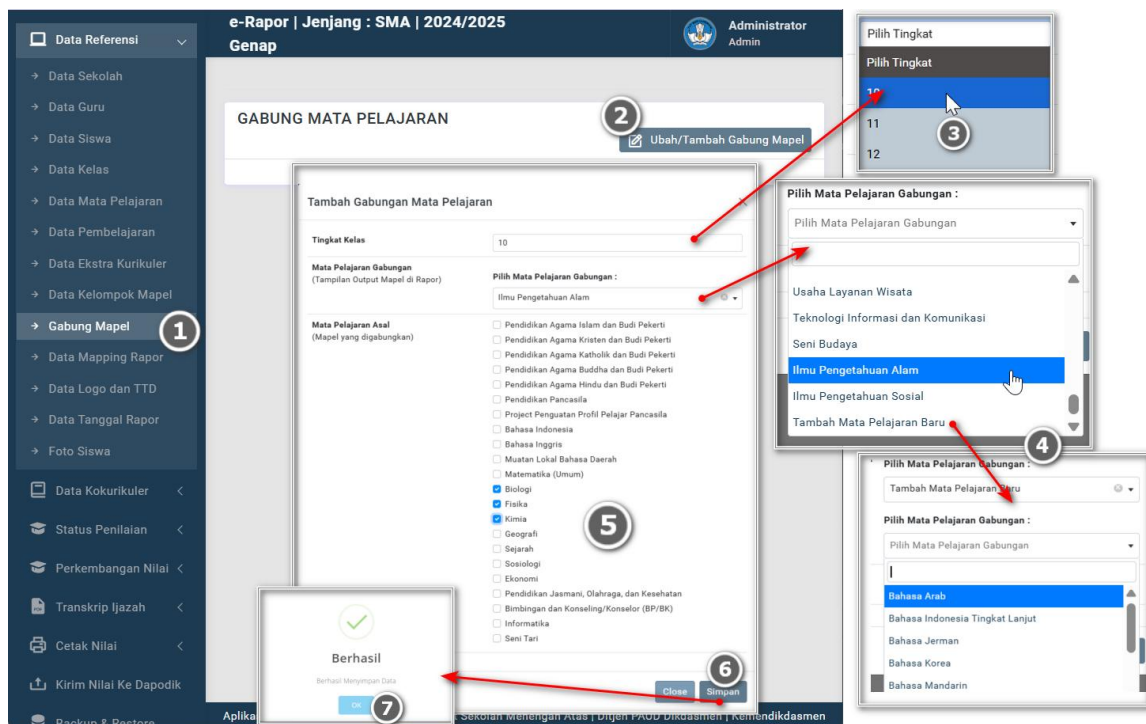 Data Referensi
Data Sekolah
Data Guru
Data Siswa
Data Kelas
Data Mata Pelajaran
Data Pembelajaran
Data Ekstra Kurikuler
Data Kelompok Mapel
Gabung Mapel
1
Data Mapping Rapor
Data Logo dan TTD
Data Tanggal Rapor
Foto Siswa
Data Kokurikuler
Status Penilaian
Perkembangan Nilai
Transkrip Ijazah
Cetak Nilai
Kirim Nilai Ke Dapodik
Backup & Restore
e-Rapor | Jenjang : SMA | 2024/2025
Genap
Administrator
Admin
GABUNG MATA PELAJARAN
2
Ubah/Tambah Gabung Mapel
Tambah Gabungan Mata Pelajaran
Tingkat Kelas
10
Mata Pelajaran Gabungan
(Tampilan Output Mapel di Rapor)
Pilih Mata Pelajaran Gabungan :
Ilmu Pengetahuan Alam
Mata Pelajaran Asal
(Mapel yang digabungkan)
Pendidikan Agama Islam dan Budi Pekerti
Pendidikan Agama Kristen dan Budi Pekerti
Pendidikan Agama Katholik dan Budi Pekerti
Pendidikan Agama Buddha dan Budi Pekerti
Pendidikan Agama Hindu dan Budi Pekerti
Pendidikan Pancasila
Project Penguatan Profil Pelajar Pancasila
Bahasa Indonesia
Bahasa Inggris
Muatan Lokal Bahasa Daerah
Matematika (Umum)
Biologi
Fisika
Kimia
Geografi
Sejarah
Sosiologi
Ekonomi
Pendidikan Jasmani, Olahraga, dan Kesehatan
Bimbingan dan Konseling/Konselor (BP/BK)
Informatika
Seni Tari
5
6
Close
Simpan
Berhasil
Berhasil Menyimpan Data
OK
7
Sekolah Menengah Atas | Ditjen PAUD Dikdasmen | Kemendikdasmen
Pilih Tingkat
Pilih Tingkat
10
11
12
3
Pilih Mata Pelajaran Gabungan :
Pilih Mata Pelajaran Gabungan
Usaha Layanan Wisata
Teknologi Informasi dan Komunikasi
Seni Budaya
Ilmu Pengetahuan Alam
Ilmu Pengetahuan Sosial
Tambah Mata Pelajaran Baru
4
Pilih Mata Pelajaran Gabungan :
Tambah Mata Pelajaran Baru
Pilih Mata Pelajaran Gabungan :
Pilih Mata Pelajaran Gabungan
Bahasa Arab
Bahasa Indonesia Tingkat Lanjut
Bahasa Jerman
Bahasa Korea
Bahasa Mandarin